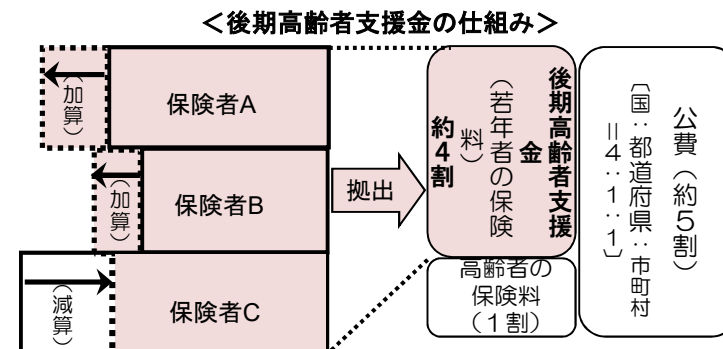 ＜後期高齢者支援金の仕組み＞
（加算）
保険者A
（加算）
保険者B
（減算）
保険者C
拠出
後期高齢者支援
金
（若年者の保険
料）
約４割
高齢者の
保険料
（１割）
公費（約５割）
〔国：都道府県：市町村
＝４：１：１〕